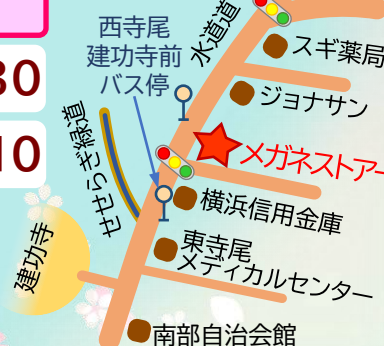 西寺尾
建功寺前
バス停
水道道
スギ薬局
ジョナサン
30
10
せせらぎ緑道
メガネストアー
横浜信用金庫
建功寺
東寺尾
メディカルセンター
南部自治会館